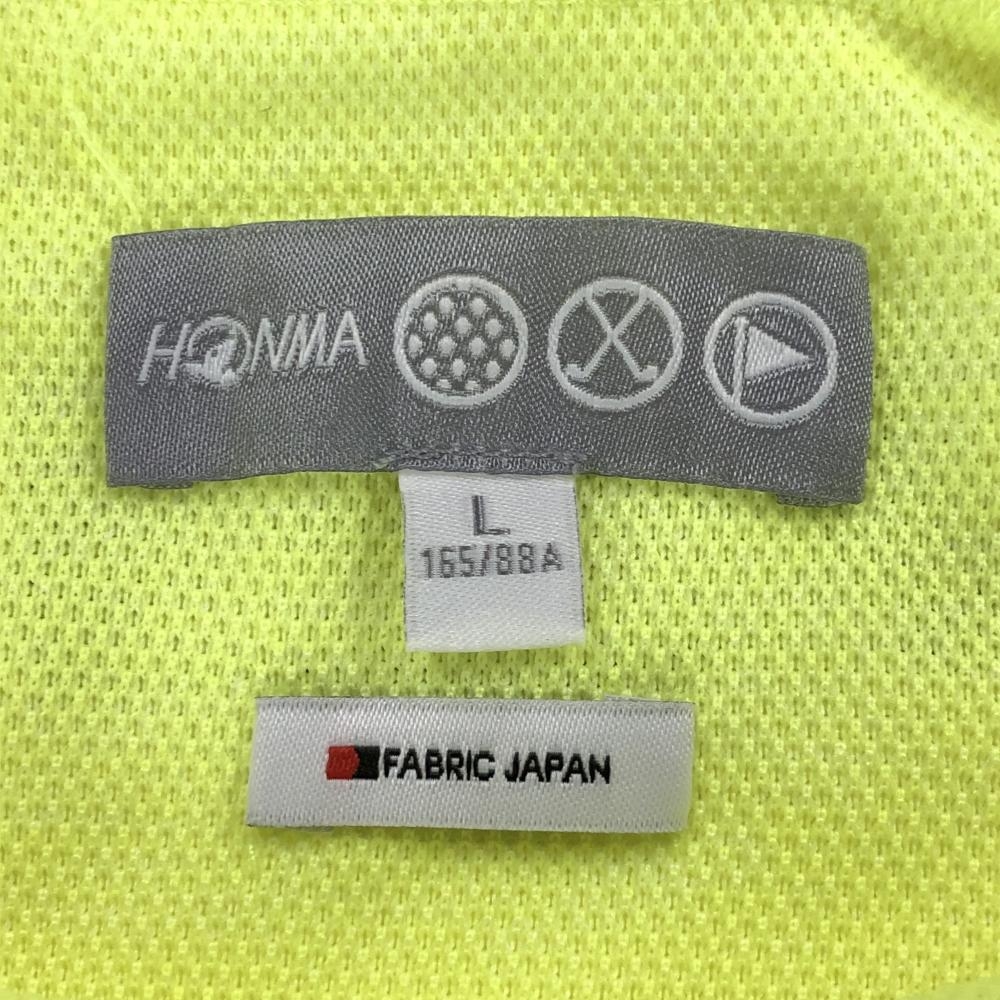 HONMA
L
165/88A
FABRIC JAPAN